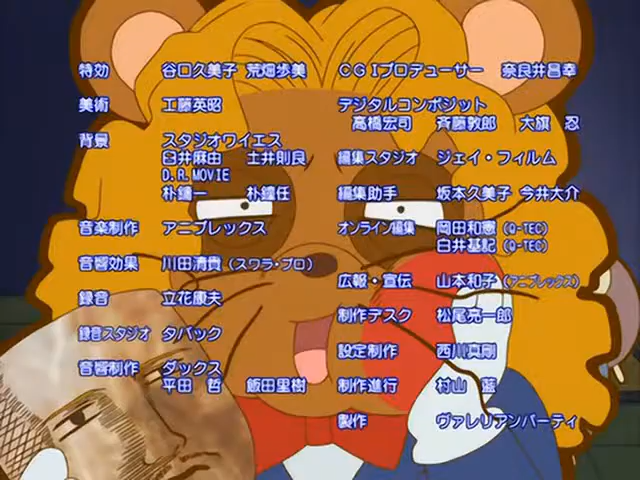 特効 谷口久美子 荒畑歩美
美術 工藤英昭
背景 スタジオワイエス
臼井麻由 土井則良
D.R.MOVIE
朴鐘一 朴鐘任
音楽制作 アニプレックス
音響効果 川田清貴(スワラ・プロ)
録音 立花康夫
録音スタジオ タバック
音響制作 ダックス
平田 哲 飯田里樹
CGIプロデューサー 奈良井昌幸
デジタルコンポジット
高橋宏司 斉藤敦郎 大旗 忍
編集スタジオ ジェイ・フィルム
編集助手 坂本久美子 今井大介
オンライン編集 岡田和憲(Q-TEC)
白井基記(Q-TEC)
広報・宣伝 山本和子(アニプレックス)
制作デスク 松尾亮一郎
設定制作 西川真剛
制作進行 村山 藍
製作 ヴァレリアンパーティ